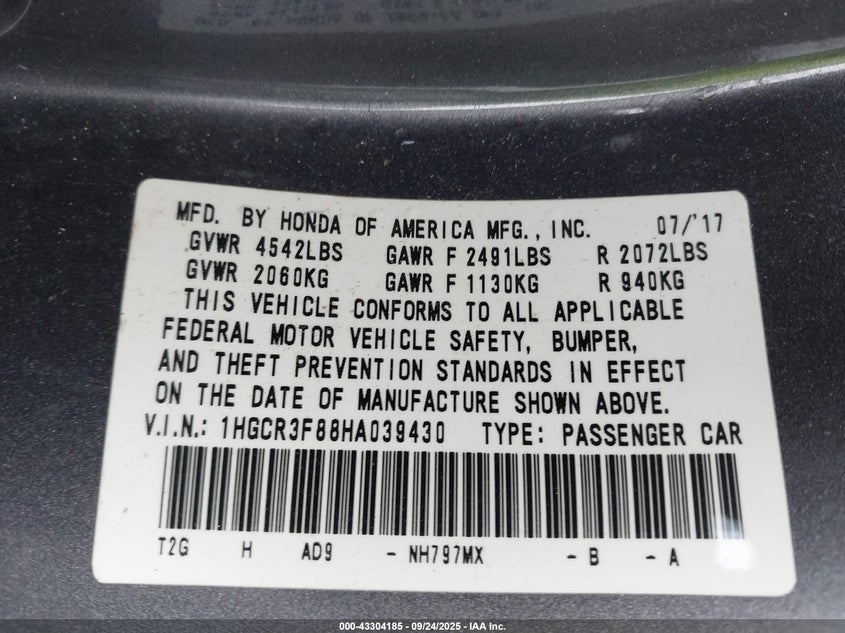 MFD. BY HONDA OF AMERICA MFG., INC. 07/'17
GVWR 4542LBS GAWR F 2491LBS R 2072LBS
GVWR 2060KG GAWR F 1130KG R 940KG
THIS VEHICLE CONFORMS TO ALL APPLICABLE
FEDERAL MOTOR VEHICLE SAFETY, BUMPER,
AND THEFT PREVENTION STANDARDS IN EFFECT
ON THE DATE OF MANUFACTURE SHOWN ABOVE.
V.I.N.: 1HGCR3F88HA039430 TYPE: PASSENGER CAR
T2G H AD9 - NH797MX - B - A
000-43304185 - 09/24/2025 - IAA Inc.